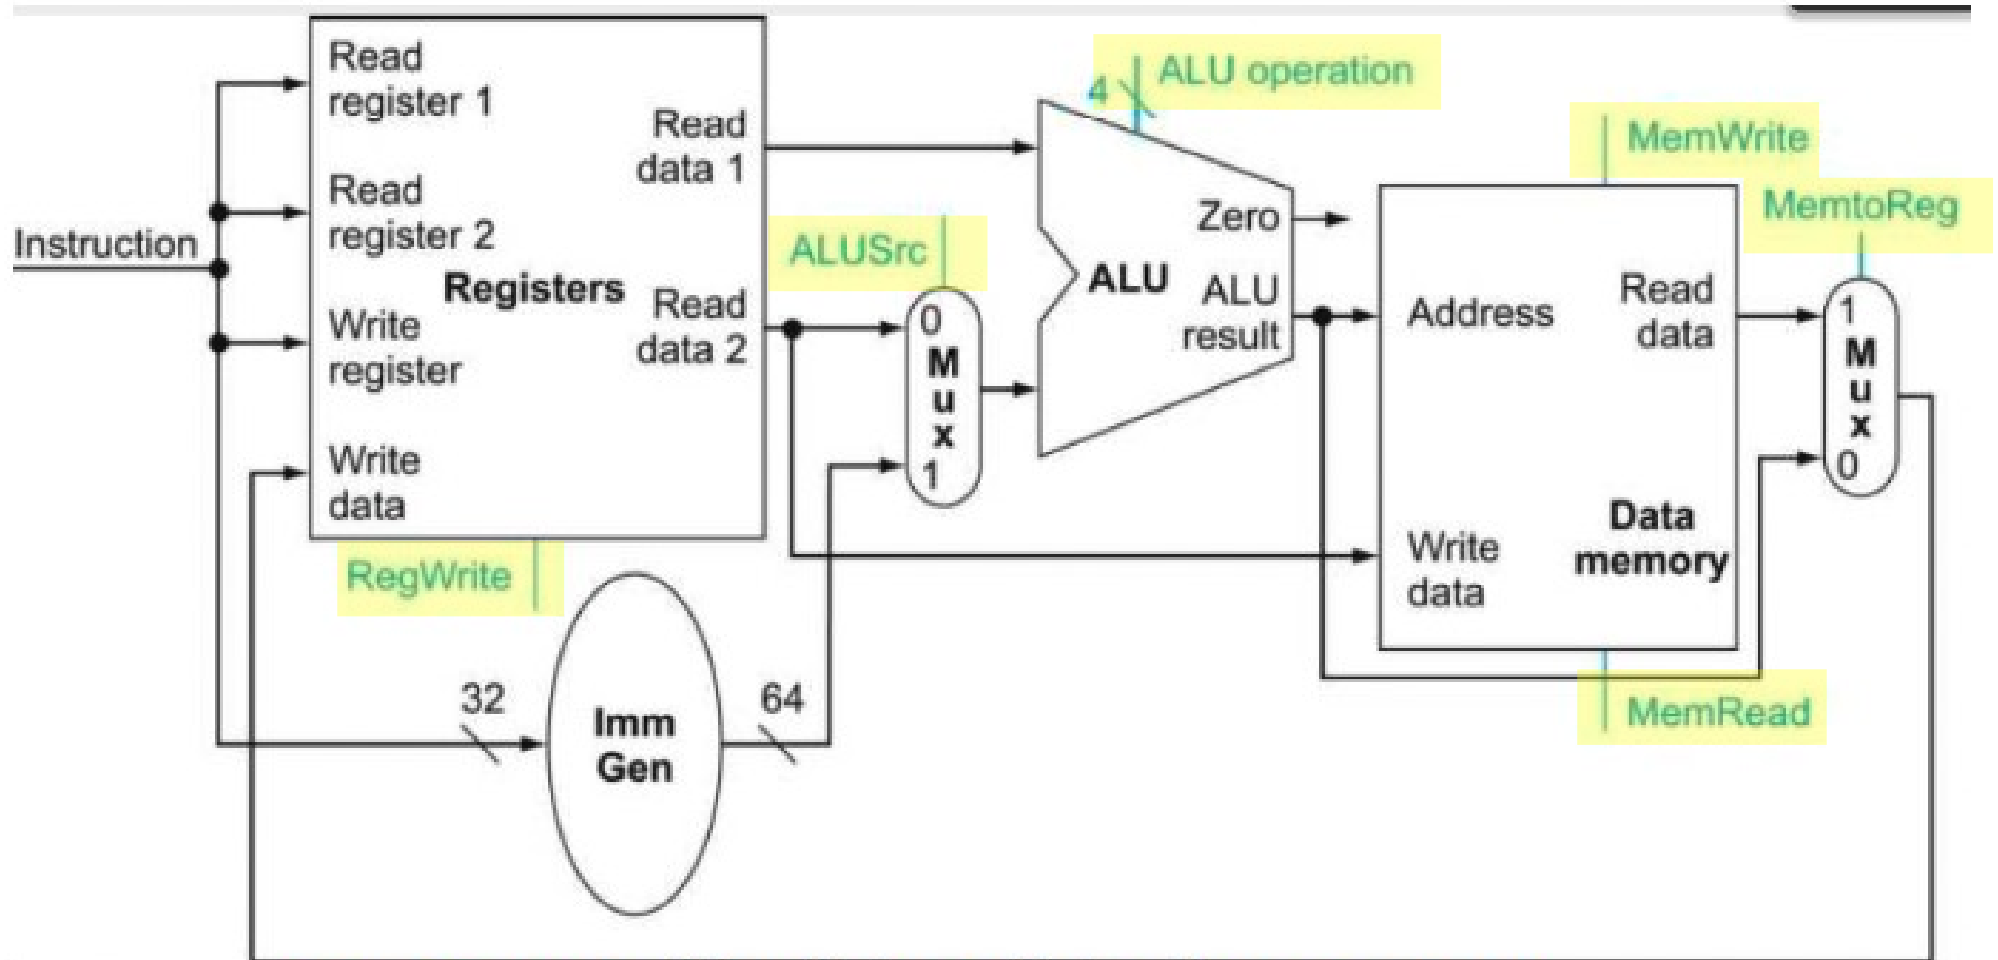 Instruction
Read
register 1
Read
register 2
Write
register
Write
data
Registers
Read
data 1
Read
data 2
RegWrite
32
Imm
Gen
64
ALUSrc
0
M
u
x
1
4
ALU operation
ALU
Zero
ALU
result
MemWrite
Address
Read
data
Write
data
Data
memory
MemRead
MemtoReg
1
M
u
x
0